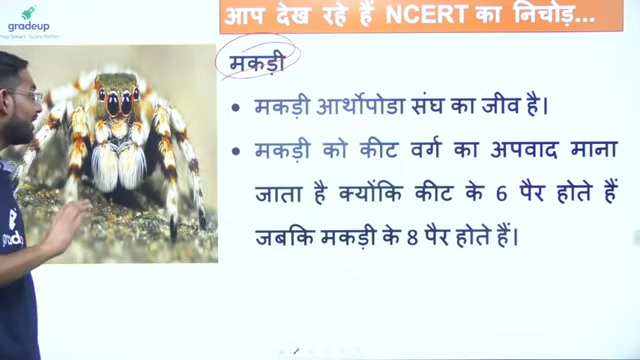 gradeup
Prep Smart. Score Better.
आप देख रहे हैं NCERT का निचोड़...
मकड़ी
• मकड़ी आर्थोपोडा संघ का जीव है।
• मकड़ी को कीट वर्ग का अपवाद माना
जाता है क्योंकि कीट के 6 पैर होते हैं
जबकि मकड़ी के 8 पैर होते हैं।